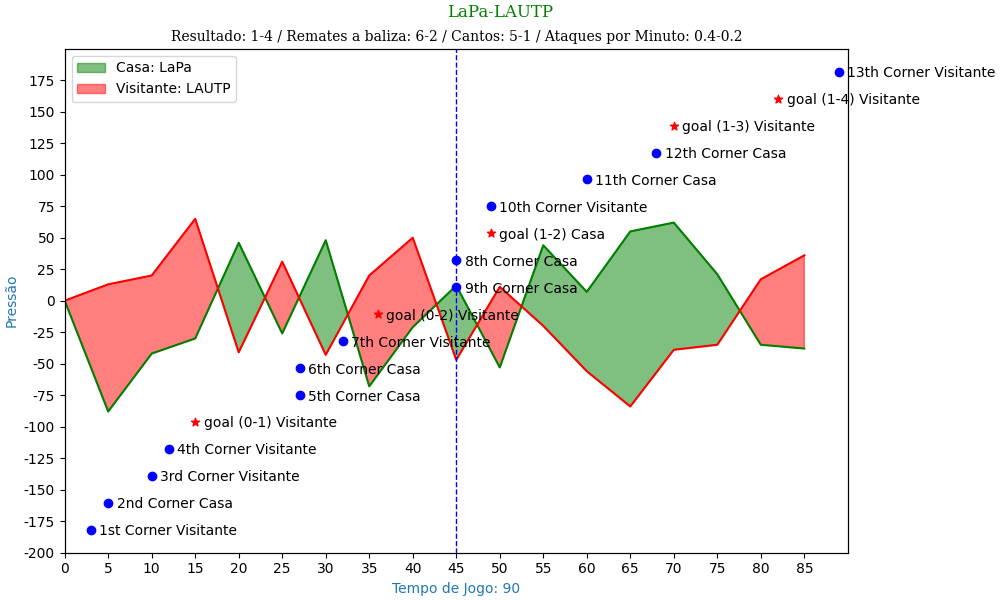 LaPa-LAUTP
Resultado: 1-4 / Remates a baliza: 6-2 / Cantos: 5-1 / Ataques por Minuto: 0.4-0.2
Casa: LaPa
Visitante: LAUTP
13th Corner Visitante
goal (1-4) Visitante
goal (1-3) Visitante
12th Corner Casa
11th Corner Casa
10th Corner Visitante
goal (1-2) Casa
8th Corner Casa
9th Corner Casa
goal (0-2) Visitante
7th Corner Visitante
6th Corner Casa
5th Corner Casa
goal (0-1) Visitante
4th Corner Visitante
3rd Corner Visitante
2nd Corner Casa
1st Corner Visitante
175
150
125
100
75
50
25
0
-25
-50
-75
-100
-125
-150
-175
-200
Pressão
0 5 10 15 20 25 30 35 40 45 50 55 60 65 70 75 80 85
Tempo de Jogo: 90